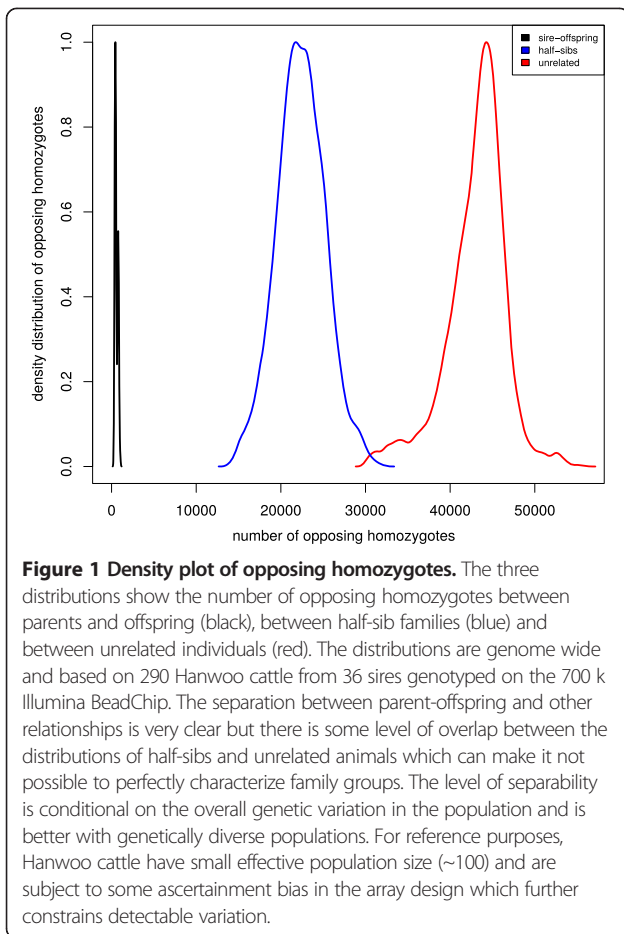 sire-offspring
half-sibs
unrelated
density distribution of opposing homozygotes
1.0
0.8
0.6
0.4
0.2
0.0
0 10000 20000 30000 40000 50000
number of opposing homozygotes
Figure 1 Density plot of opposing homozygotes. The three
distributions show the number of opposing homozygotes between
parents and offspring (black), between half-sib families (blue) and
between unrelated individuals (red). The distributions are genome wide
and based on 290 Hanwoo cattle from 36 sires genotyped on the 700 k
Illumina BeadChip. The separation between parent-offspring and other
relationships is very clear but there is some level of overlap between the
distributions of half-sibs and unrelated animals which can make it not
possible to perfectly characterize family groups. The level of separability
is conditional on the overall genetic variation in the population and is
better with genetically diverse populations. For reference purposes,
Hanwoo cattle have small effective population size (~100) and are
subject to some ascertainment bias in the array design which further
constrains detectable variation.